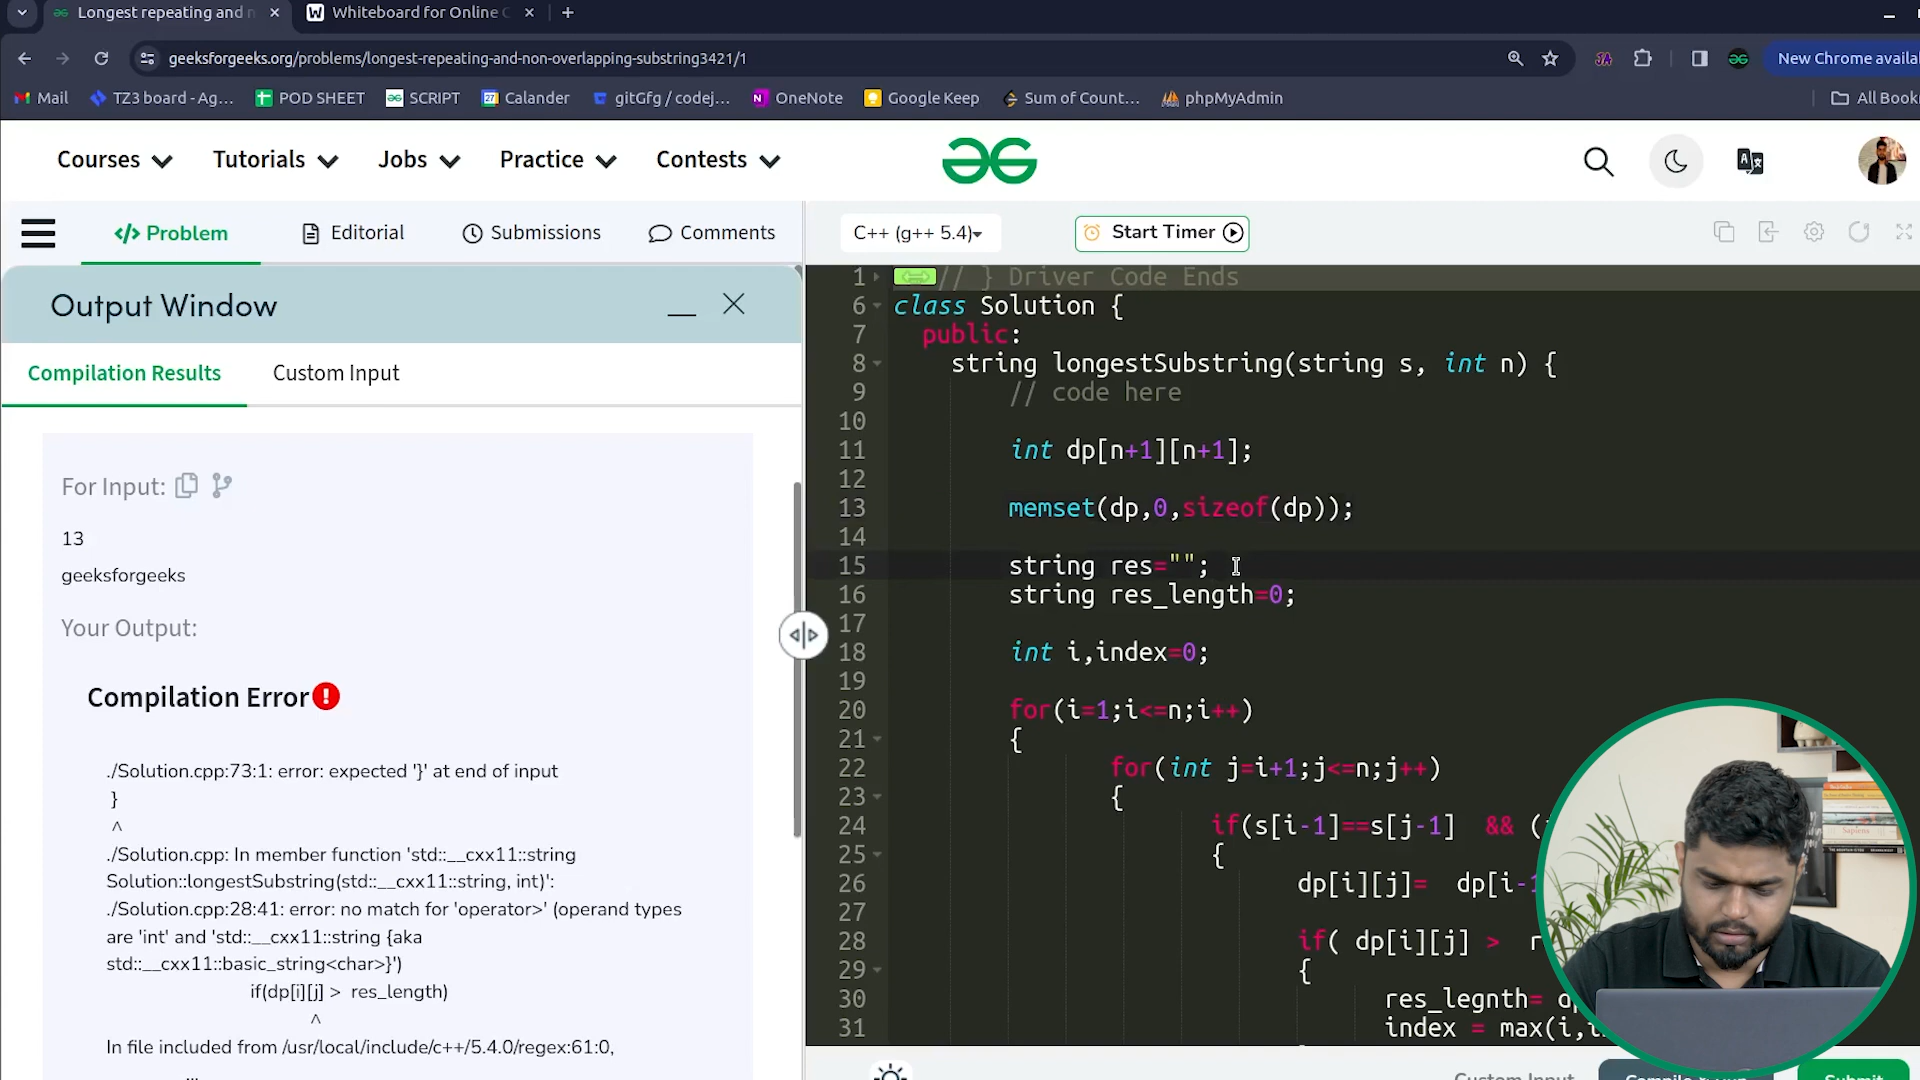 Longest repeating and n
Whiteboard for Online C
geeksforgeeks.org/problems/longest-repeating-and-non-overlapping-substring3421/1
New Chrome availa
Mail
TZ3 board - Ag...
POD SHEET
SCRIPT
Calander
gitGfg / codej...
OneNote
Google Keep
Sum of Count...
phpMyAdmin
All Book
Courses
Tutorials
Jobs
Practice
Contests
</> Problem
Editorial
Submissions
Comments
C++ (g++ 5.4)
Start Timer
Output Window
Compilation Results
Custom Input
For Input:
13
geeksforgeeks
Your Output:
Compilation Error
./Solution.cpp:73:1: error: expected '}' at end of input
}
^
./Solution.cpp: In member function 'std::__cxx11::string
Solution::longestSubstring(std::__cxx11::string, int)':
./Solution.cpp:28:41: error: no match for 'operator>' (operand types
are 'int' and 'std::__cxx11::string {aka
std::__cxx11::basic_string<char>}')
if(dp[i][j] > res_length)
^
In file included from /usr/local/include/c++/5.4.0/regex:61:0,
1 // } Driver Code Ends
6 class Solution {
7 public:
8 string longestSubstring(string s, int n) {
9 // code here
10
11 int dp[n+1][n+1];
12
13 memset(dp,0,sizeof(dp));
14
15 string res="";
16 string res_length=0;
17
18 int i,index=0;
19
20 for(i=1;i<=n;i++)
21 {
22 for(int j=i+1;j<=n;j++)
23 {
24 if(s[i-1]==s[j-1] && (
25 {
26 dp[i][j]= dp[i-1
27
28 if( dp[i][j] > r
29 {
30 res_legnth= d
31 index = max(i,i
Custom Input
Submit